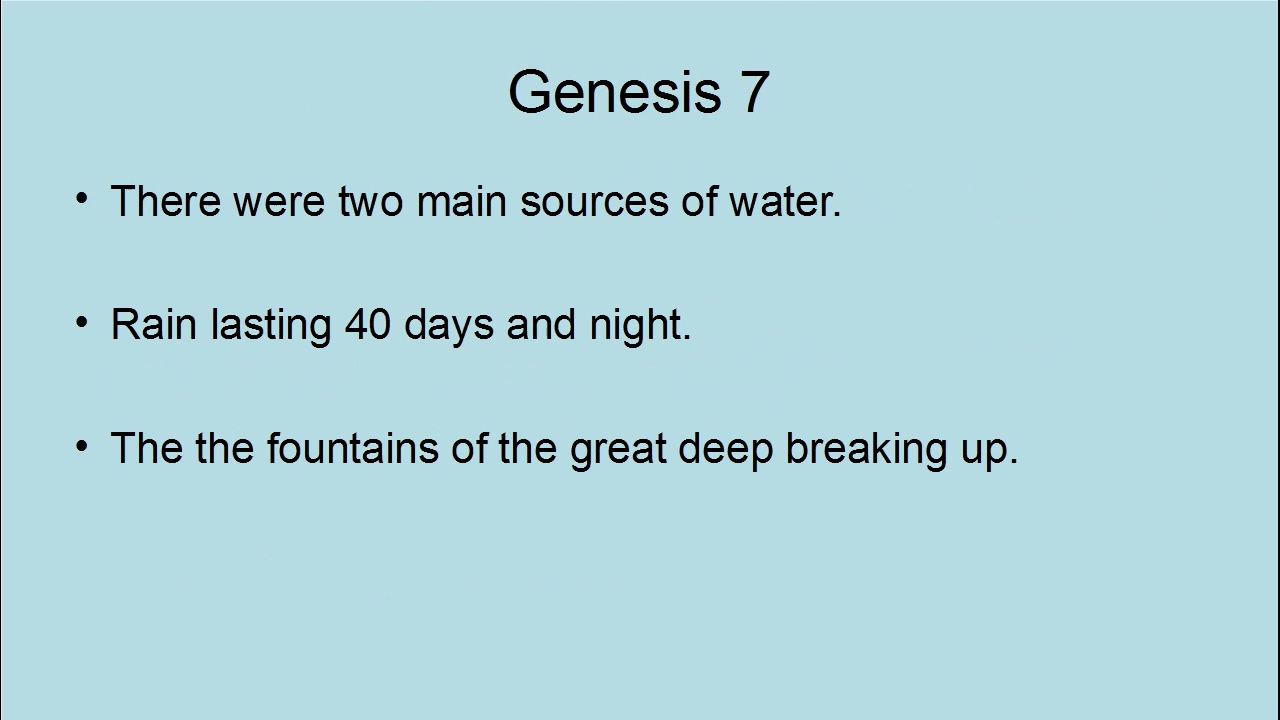 Genesis 7
• There were two main sources of water.
• Rain lasting 40 days and night.
• The the fountains of the great deep breaking up.